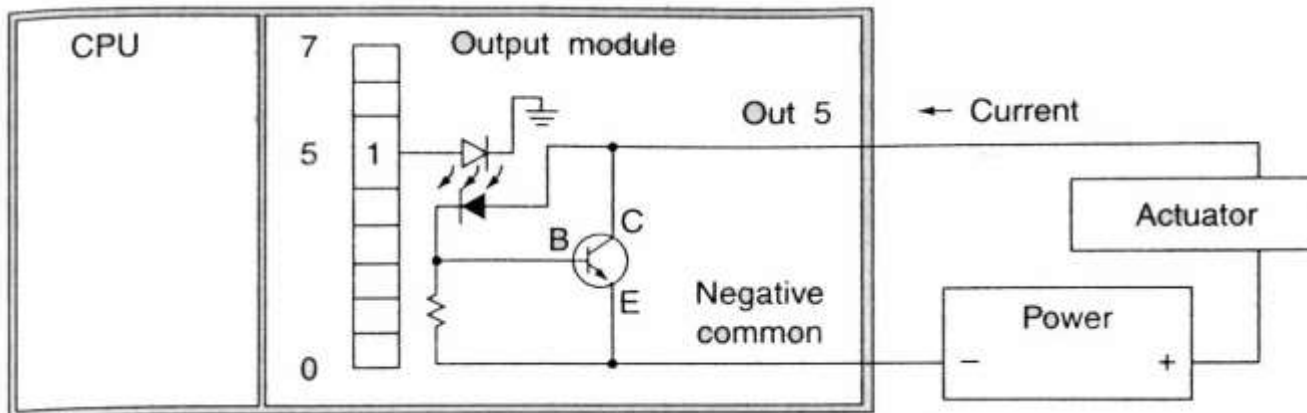 CPU
7
Output module
Out 5
← Current
5
1
Actuator
B
C
E
Negative
common
Power
0
−
+